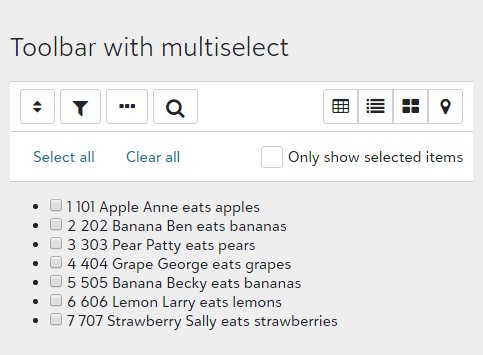 Toolbar with multiselect
Select all Clear all Only show selected items
1 101 Apple Anne eats apples
2 202 Banana Ben eats bananas
3 303 Pear Patty eats pears
4 404 Grape George eats grapes
5 505 Banana Becky eats bananas
6 606 Lemon Larry eats lemons
7 707 Strawberry Sally eats strawberries